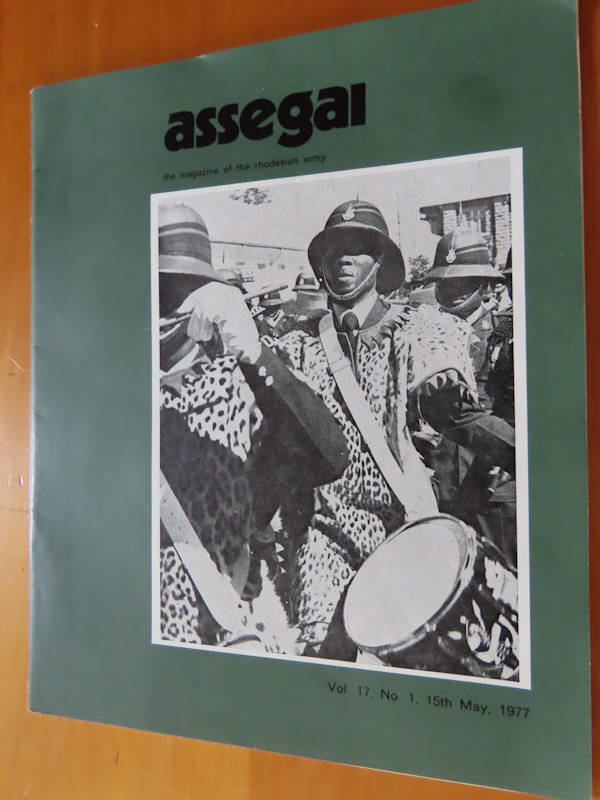 assegai
the magazine of the rhodesian army
Vol. 17, No. 1, 15th May, 1977